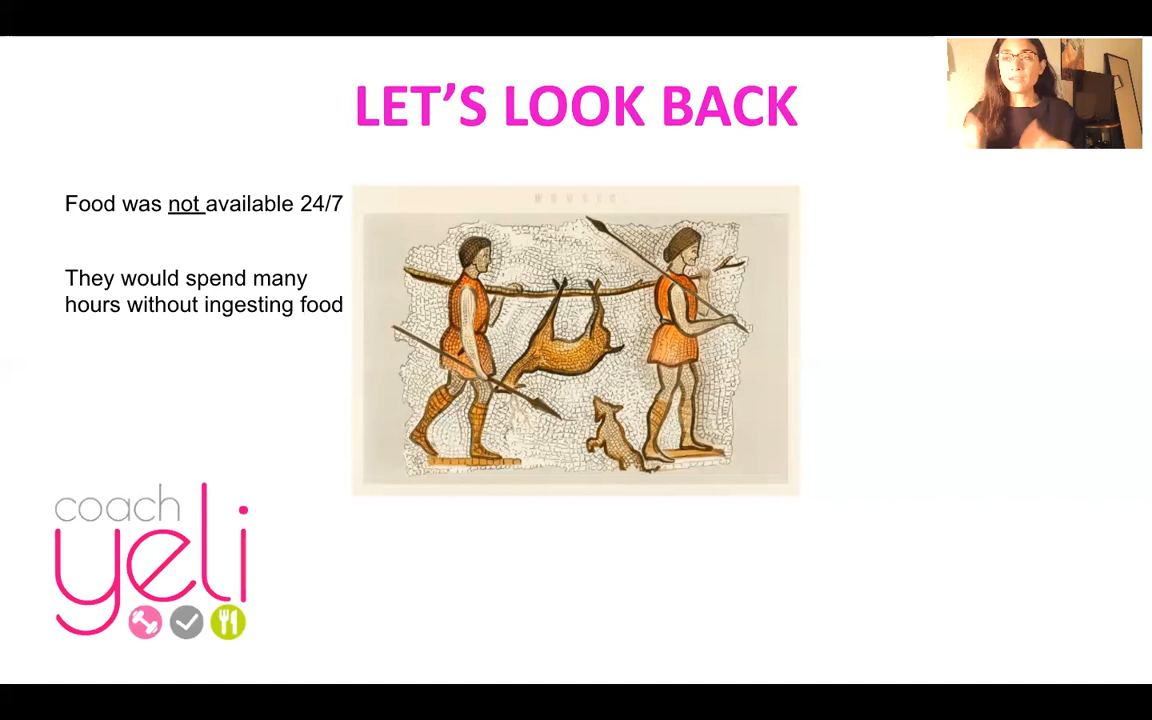 LET'S LOOK BACK
Food was not available 24/7
They would spend many
hours without ingesting food
coach
yeli